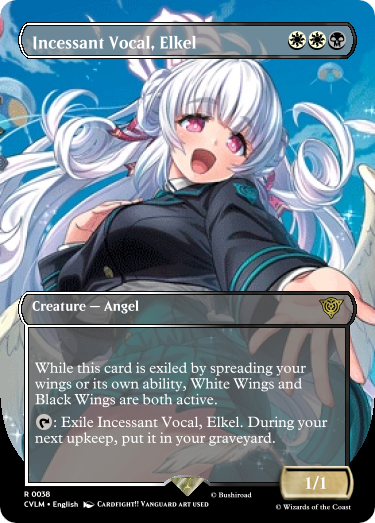 Incessant Vocal, Elkel
Creature — Angel
While this card is exiled by spreading your
wings or its own ability, White Wings and
Black Wings are both active.
: Exile Incessant Vocal, Elkel. During your
next upkeep, put it in your graveyard.
1/1
R 0038
CVLM • English CARDFIGHT!! VANGUARD ART USED
© Bushiroad
© Wizards of the Coast